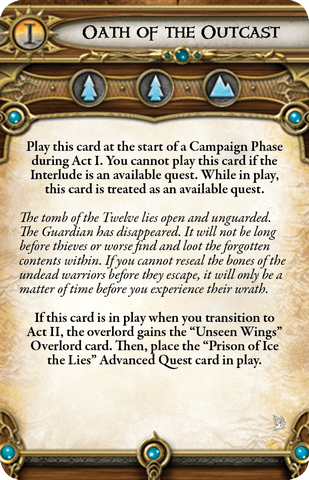 I
Oath of the Outcast
Play this card at the start of a Campaign Phase
during Act I. You cannot play this card if the
Interlude is an available quest. While in play,
this card is treated as an available quest.
The tomb of the Twelve lies open and unguarded.
The Guardian has disappeared. It will not be long
before thieves or worse find and loot the forgotten
contents within. If you cannot reseal the bones of the
undead warriors before they escape, it will only be a
matter of time before you experience their wrath.
If this card is in play when you transition to
Act II, the overlord gains the “Unseen Wings”
Overlord card. Then, place the “Prison of Ice
the Lies” Advanced Quest card in play.